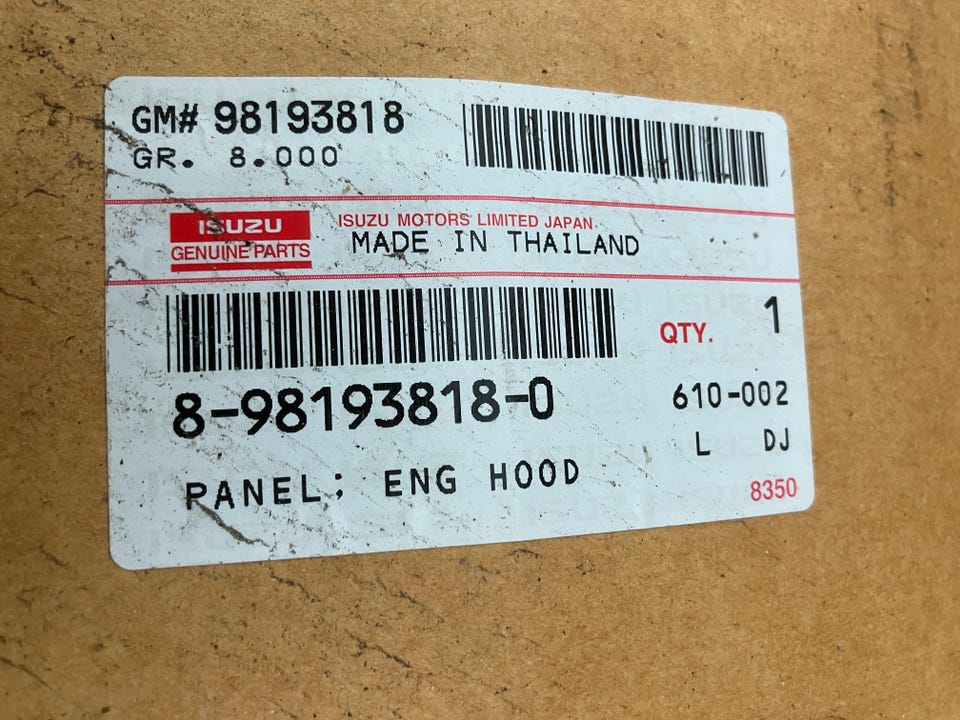 GM# 98193818
GR. 8.000
ISUZU
GENUINE PARTS
ISUZU MOTORS LIMITED JAPAN
MADE IN THAILAND
QTY. 1
8-98193818-0
610-002
L DJ
PANEL; ENG HOOD
8350